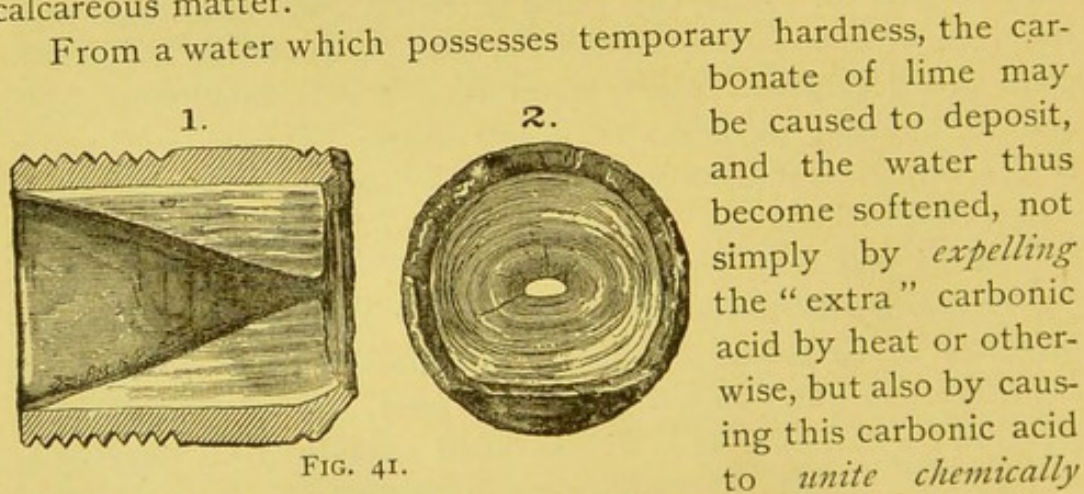 calcareous matter.
From a water which possesses temporary hardness, the car-
bonate of lime may
be caused to deposit,
and the water thus
become softened, not
simply by expelling
the “extra” carbonic
acid by heat or other-
wise, but also by caus-
ing this carbonic acid
to unite chemically
1.
2.
FIG. 41.